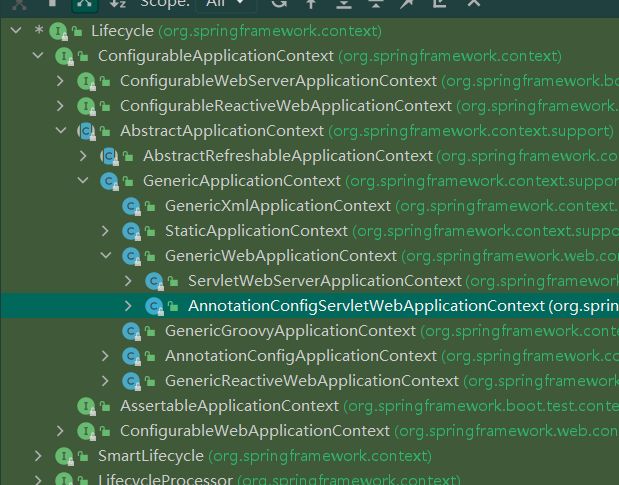 Scope: All
* Lifecycle (org.springframework.context)
ConfigurableApplicationContext (org.springframework.context)
ConfigurableWebServerApplicationContext (org.springframework.bo
ConfigurableReactiveWebApplicationContext (org.springframework.
AbstractApplicationContext (org.springframework.context.support)
AbstractRefreshableApplicationContext (org.springframework.co
GenericApplicationContext (org.springframework.context.suppor
GenericXmlApplicationContext (org.springframework.context.
StaticApplicationContext (org.springframework.context.suppo
GenericWebApplicationContext (org.springframework.web.co
ServletWebServerApplicationContext (org.springframework
AnnotationConfigServletWebApplicationContext (org.sprin
GenericGroovyApplicationContext (org.springframework.cont
AnnotationConfigApplicationContext (org.springframework.co
GenericReactiveWebApplicationContext (org.springframework
AssertableApplicationContext (org.springframework.boot.test.conte
ConfigurableWebApplicationContext (org.springframework.web.con
SmartLifecycle (org.springframework.context)
LifecycleProcessor (org.springframework.context)